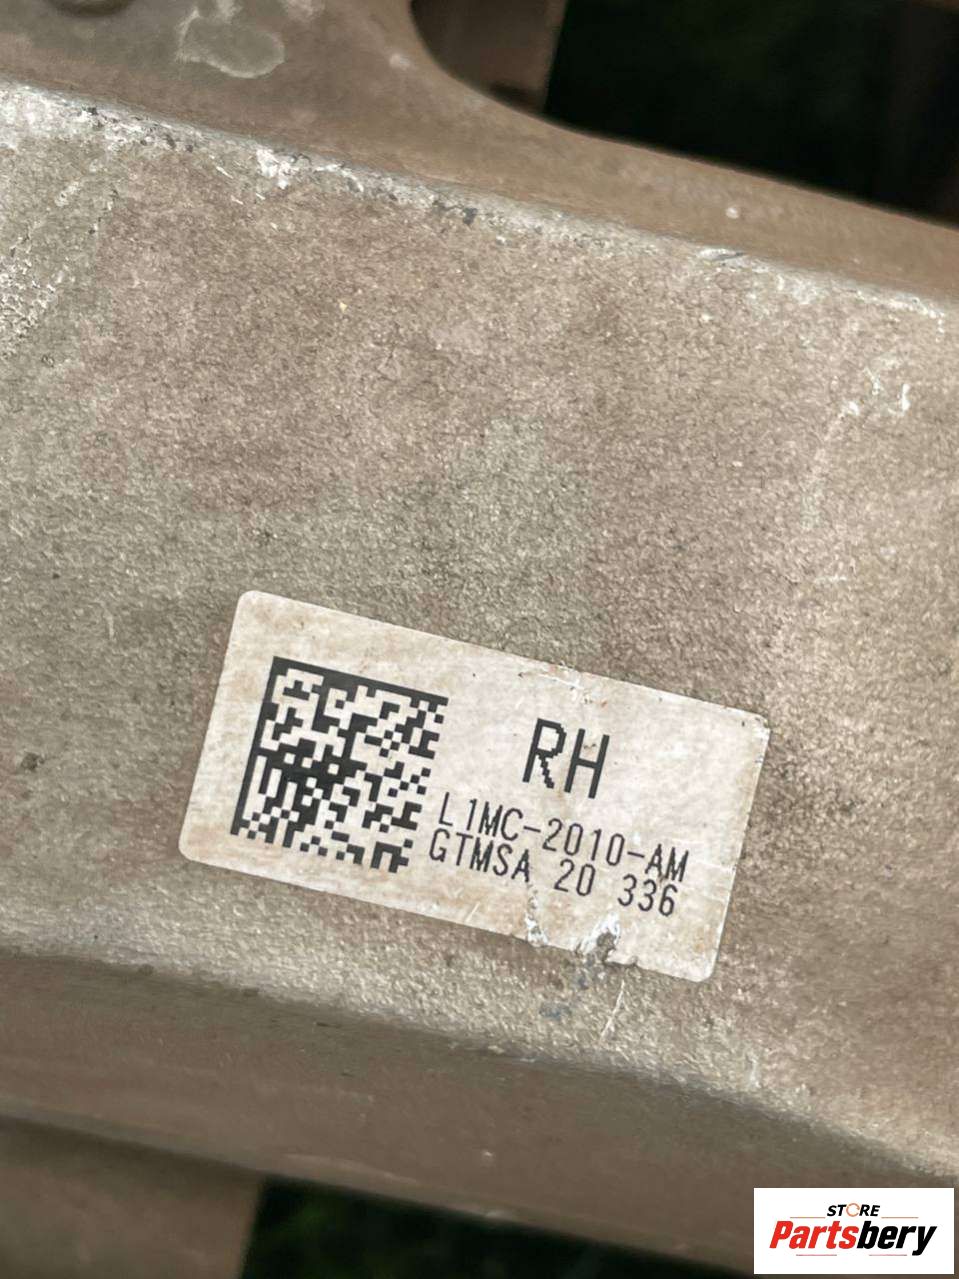 RH
L1MC-2010-AM
GTMSA 20 336
STORE
Partsbery